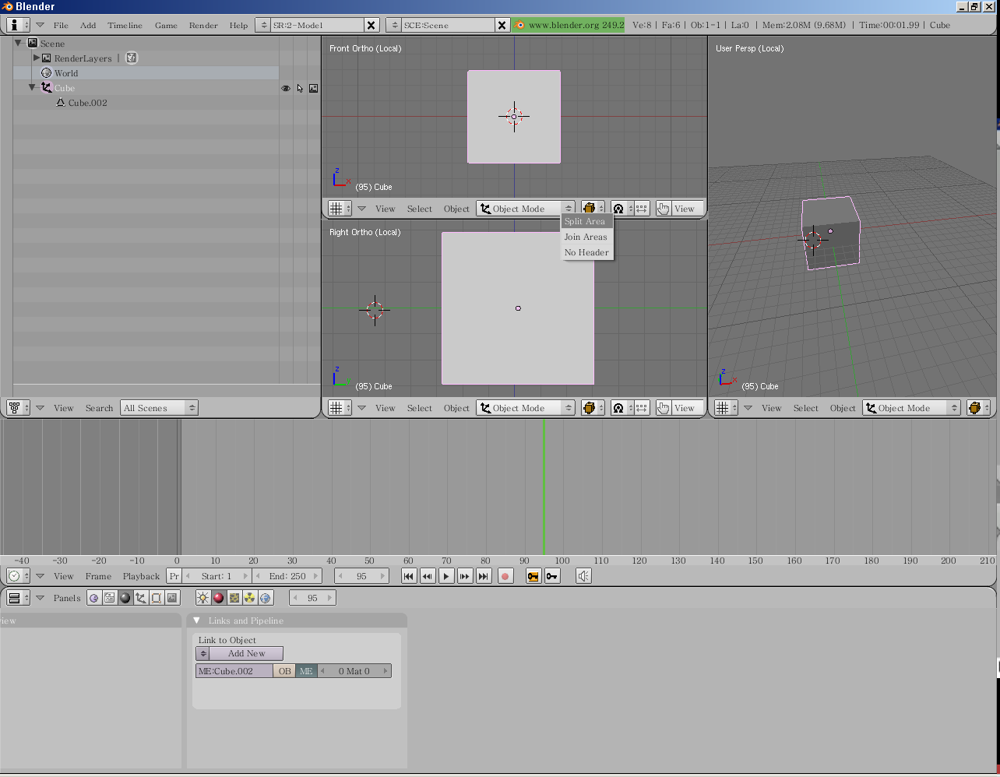 Blender
File Add Timeline Game Render Help SR:2-Model SCE:Scene www.blender.org 249.2 Ve:8 | Fa:6 | Ob:1-1 | La:0 | Mem:2.08M (9.68M) | Time:00:01.99 | Cube
Scene
RenderLayers |
World
Cube
Cube.002
View Search All Scenes
Front Ortho (Local)
z
x
(95) Cube
View Select Object Object Mode View
Split Area
Join Areas
No Header
Right Ortho (Local)
z
(95) Cube
View Select Object Object Mode View
User Persp (Local)
z
x
(95) Cube
View Select Object Object Mode
-40 -30 -20 -10 0 10 20 30 40 50 60 70 80 90 100 110 120 130 140 150 160 170 180 190 200 210
View Frame Playback Pr Start: 1 End: 250 95
Panels 95
iew
Links and Pipeline
Link to Object
Add New
ME:Cube.002 OB ME 0 Mat 0